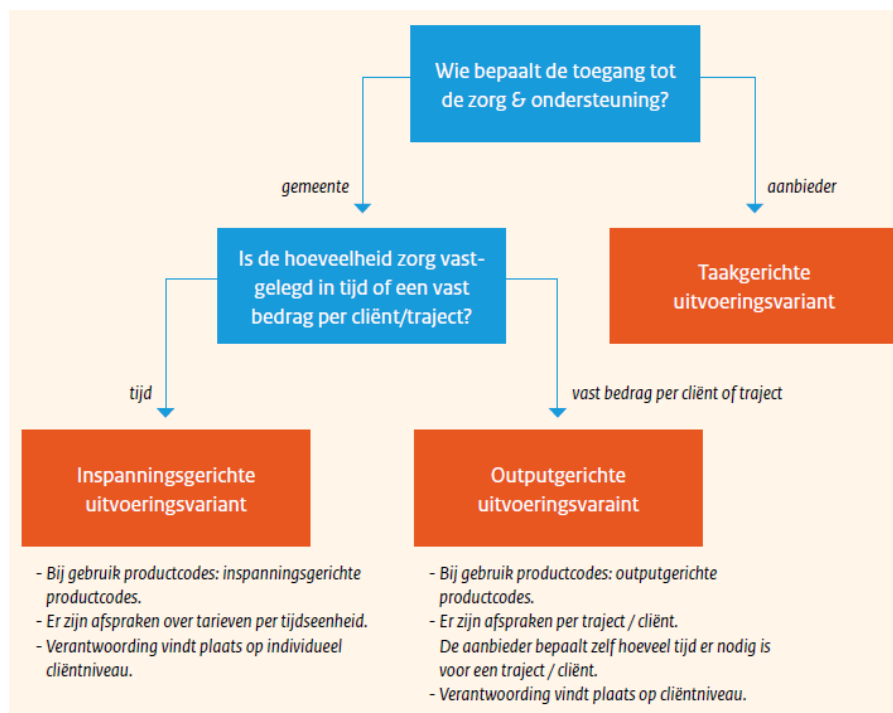 Wie bepaalt de toegang tot
de zorg & ondersteuning?
gemeente
aanbieder
Is de hoeveelheid zorg vast-
gelegd in tijd of een vast
bedrag per cliënt/traject?
Taakgerichte
uitvoeringsvariant
tijd
vast bedrag per cliënt of traject
Inspanningsgerichte
uitvoeringsvariant
- Bij gebruik productcodes: inspanningsgerichte
productcodes.
- Er zijn afspraken over tarieven per tijdseenheid.
- Verantwoording vindt plaats op individueel
cliëntniveau.
Outputgerichte
uitvoeringsvaraint
- Bij gebruik productcodes: outputgerichte
productcodes.
- Er zijn afspraken per traject / cliënt.
De aanbieder bepaalt zelf hoeveel tijd er nodig is
voor een traject / cliënt.
- Verantwoording vindt plaats op cliëntniveau.